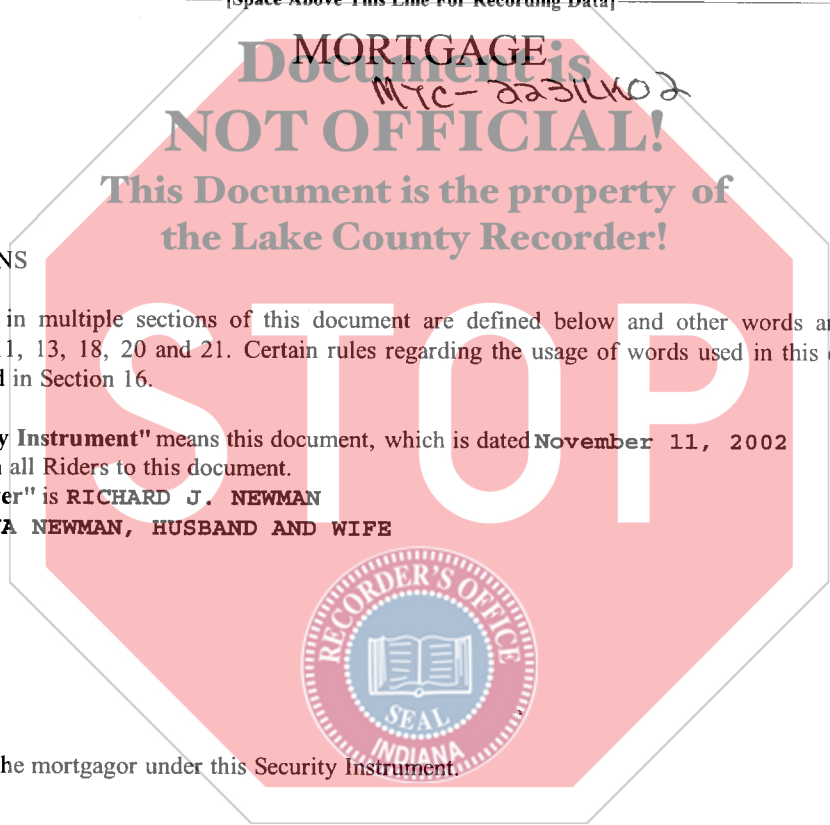 [Space Above This Line For Recording Data]
MORTGAGE
MTC-2231LK02
Document is
NOT OFFICIAL!
This Document is the property of
the Lake County Recorder!
NS
in multiple sections of this document are defined below and other words a
11, 13, 18, 20 and 21. Certain rules regarding the usage of words used in this
in Section 16.
y Instrument" means this document, which is dated November 11, 2002
all Riders to this document.
er" is RICHARD J. NEWMAN
A NEWMAN, HUSBAND AND WIFE
STOP
RECORDER'S OFFICE
SEAL
INDIANA
he mortgagor under this Security Instrument.